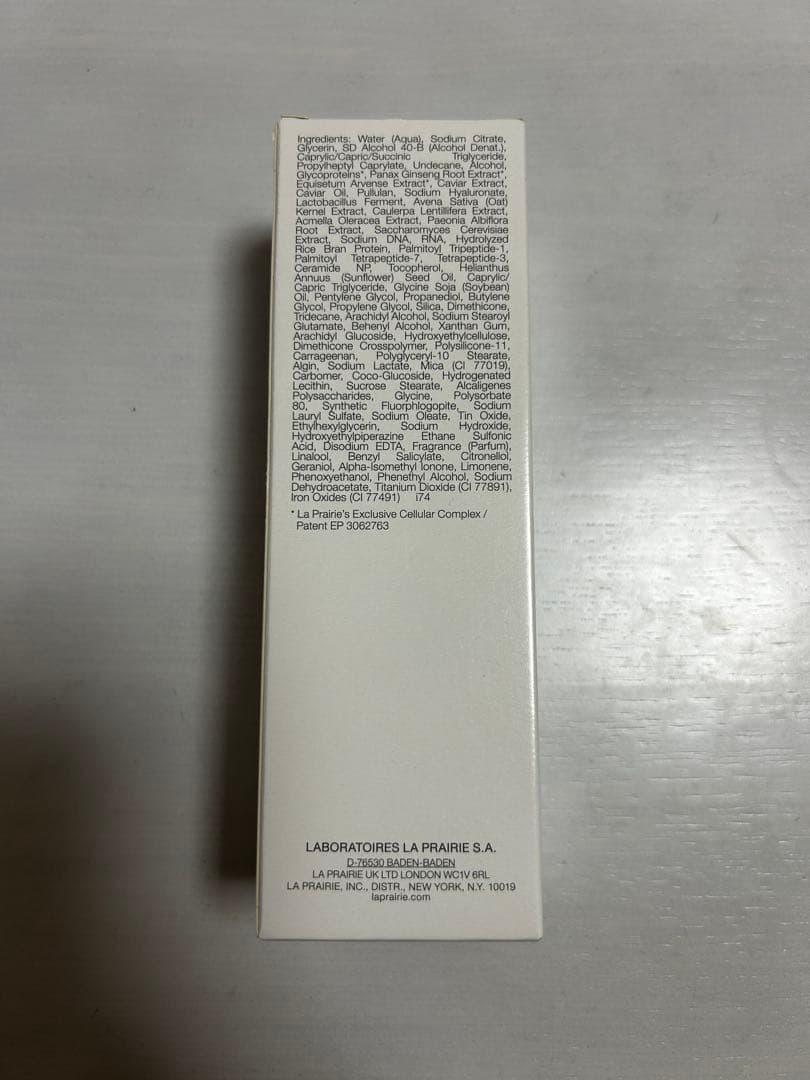 Ingredients: Water (Aqua), Sodium Citrate,
Glycerin, SD Alcohol 40-B (Alcohol Denat.),
Caprylic/Capric/Succinic Triglyceride,
Propylheptyl Caprylate, Undecane, Alcohol,
Glycoproteins*, Panax Ginseng Root Extract*,
Equisetum Arvense Extract*, Caviar Extract,
Caviar Oil, Pullulan, Sodium Hyaluronate,
Lactobacillus Ferment, Avena Sativa (Oat)
Kernel Extract, Caulerpa Lentillifera Extract,
Acmella Oleracea Extract, Paeonia Albiflora
Root Extract, Saccharomyces Cerevisiae
Extract, Sodium DNA, RNA, Hydrolyzed
Rice Bran Protein, Palmitoyl Tripeptide-1,
Palmitoyl Tetrapeptide-7, Tetrapeptide-3,
Ceramide NP, Tocopherol, Helianthus
Annuus (Sunflower) Seed Oil, Caprylic/
Capric Triglyceride, Glycine Soja (Soybean)
Oil, Pentylene Glycol, Propanediol, Butylene
Glycol, Propylene Glycol, Silica, Dimethicone,
Tridecane, Arachidyl Alcohol, Sodium Stearoyl
Glutamate, Behenyl Alcohol, Xanthan Gum,
Arachidyl Glucoside, Hydroxyethylcellulose,
Dimethicone Crosspolymer, Polysilicone-11,
Carrageenan, Polyglyceryl-10 Stearate,
Algin, Sodium Lactate, Mica (CI 77019),
Carbomer, Coco-Glucoside, Hydrogenated
Lecithin, Sucrose Stearate, Alcaligenes
Polysaccharides, Glycine, Polysorbate
80, Synthetic Fluorphlogopite, Sodium
Lauryl Sulfate, Sodium Oleate, Tin Oxide,
Ethylhexylglycerin, Sodium Hydroxide,
Hydroxyethylpiperazine Ethane Sulfonic
Acid, Disodium EDTA, Fragrance (Parfum),
Linalool, Benzyl Salicylate, Citronellol,
Geraniol, Alpha-Isomethyl Ionone, Limonene,
Phenoxyethanol, Phenethyl Alcohol, Sodium
Dehydroacetate, Titanium Dioxide (CI 77891),
Iron Oxides (CI 77491) i74
* La Prairie's Exclusive Cellular Complex /
Patent EP 3062763
LABORATOIRES LA PRAIRIE S.A.
D-76530 BADEN-BADEN
LA PRAIRIE UK LTD LONDON WC1V 6RL
LA PRAIRIE, INC., DISTR., NEW YORK, N.Y. 10019
laprairie.com